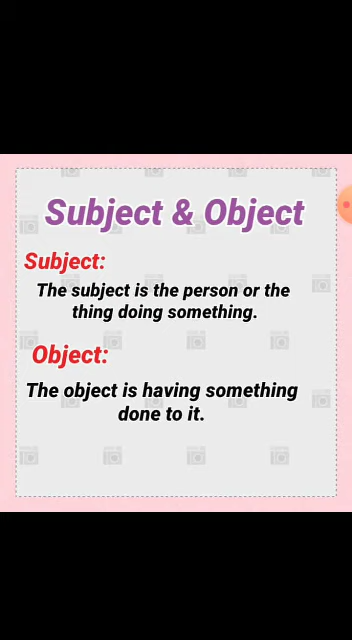 Subject & Object
Subject:
The subject is the person or the
thing doing something.
Object:
The object is having something
done to it.